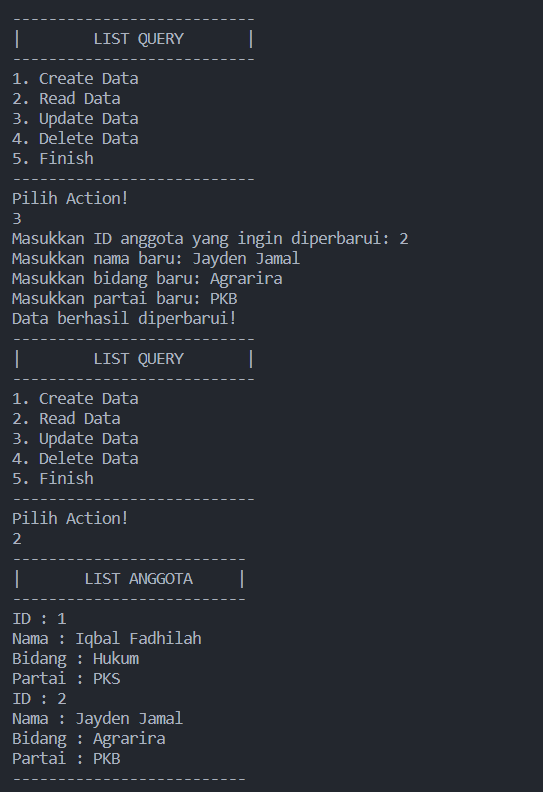 ---------------------------
|        LIST QUERY       |
---------------------------
1. Create Data
2. Read Data
3. Update Data
4. Delete Data
5. Finish
---------------------------
Pilih Action!
3
Masukkan ID anggota yang ingin diperbarui: 2
Masukkan nama baru: Jayden Jamal
Masukkan bidang baru: Agrarira
Masukkan partai baru: PKB
Data berhasil diperbarui!
---------------------------
|        LIST QUERY       |
---------------------------
1. Create Data
2. Read Data
3. Update Data
4. Delete Data
5. Finish
---------------------------
Pilih Action!
2
--------------------------
|       LIST ANGGOTA     |
--------------------------
ID : 1
Nama : Iqbal Fadhilah
Bidang : Hukum
Partai : PKS
ID : 2
Nama : Jayden Jamal
Bidang : Agrarira
Partai : PKB
--------------------------